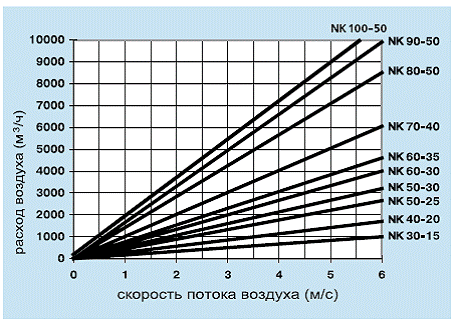 NK 100-50
10000
NK 90-50
9000
NK 80-50
8000
7000
NK 70-40
6000
5000
NK 60-35
4000
NK 60-30
3000
NK 50-30
NK 50-25
2000
NK 40-20
1000
NK 30-15
0
расход воздуха (м³/ч)
0 1 2 3 4 5 6
скорость потока воздуха (м/с)